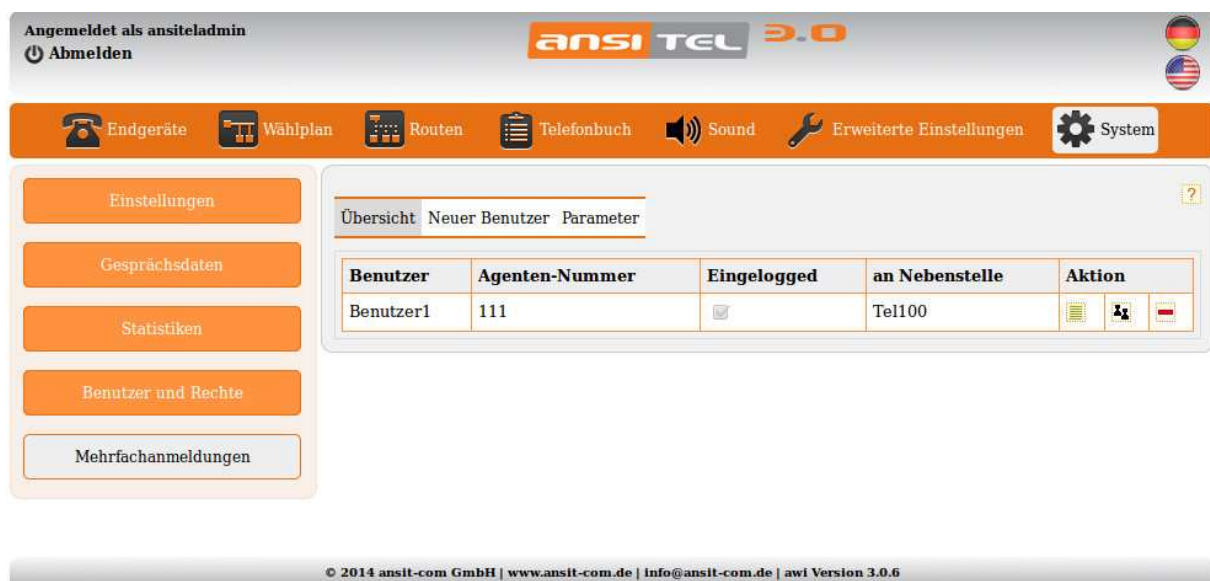 Angemeldet als ansiteladmin
Abmelden
ansi TEL 3.0
Endgeräte Wählplan Routen Telefonbuch Sound Erweiterte Einstellungen System
Einstellungen
Gesprächsdaten
Statistiken
Benutzer und Rechte
Mehrfachanmeldungen
?
Übersicht Neuer Benutzer Parameter
Benutzer Agenten-Nummer Eingelogged an Nebenstelle Aktion
Benutzer1 111 Tel100
© 2014 ansit-com GmbH | www.ansit-com.de | info@ansit-com.de | awi Version 3.0.6